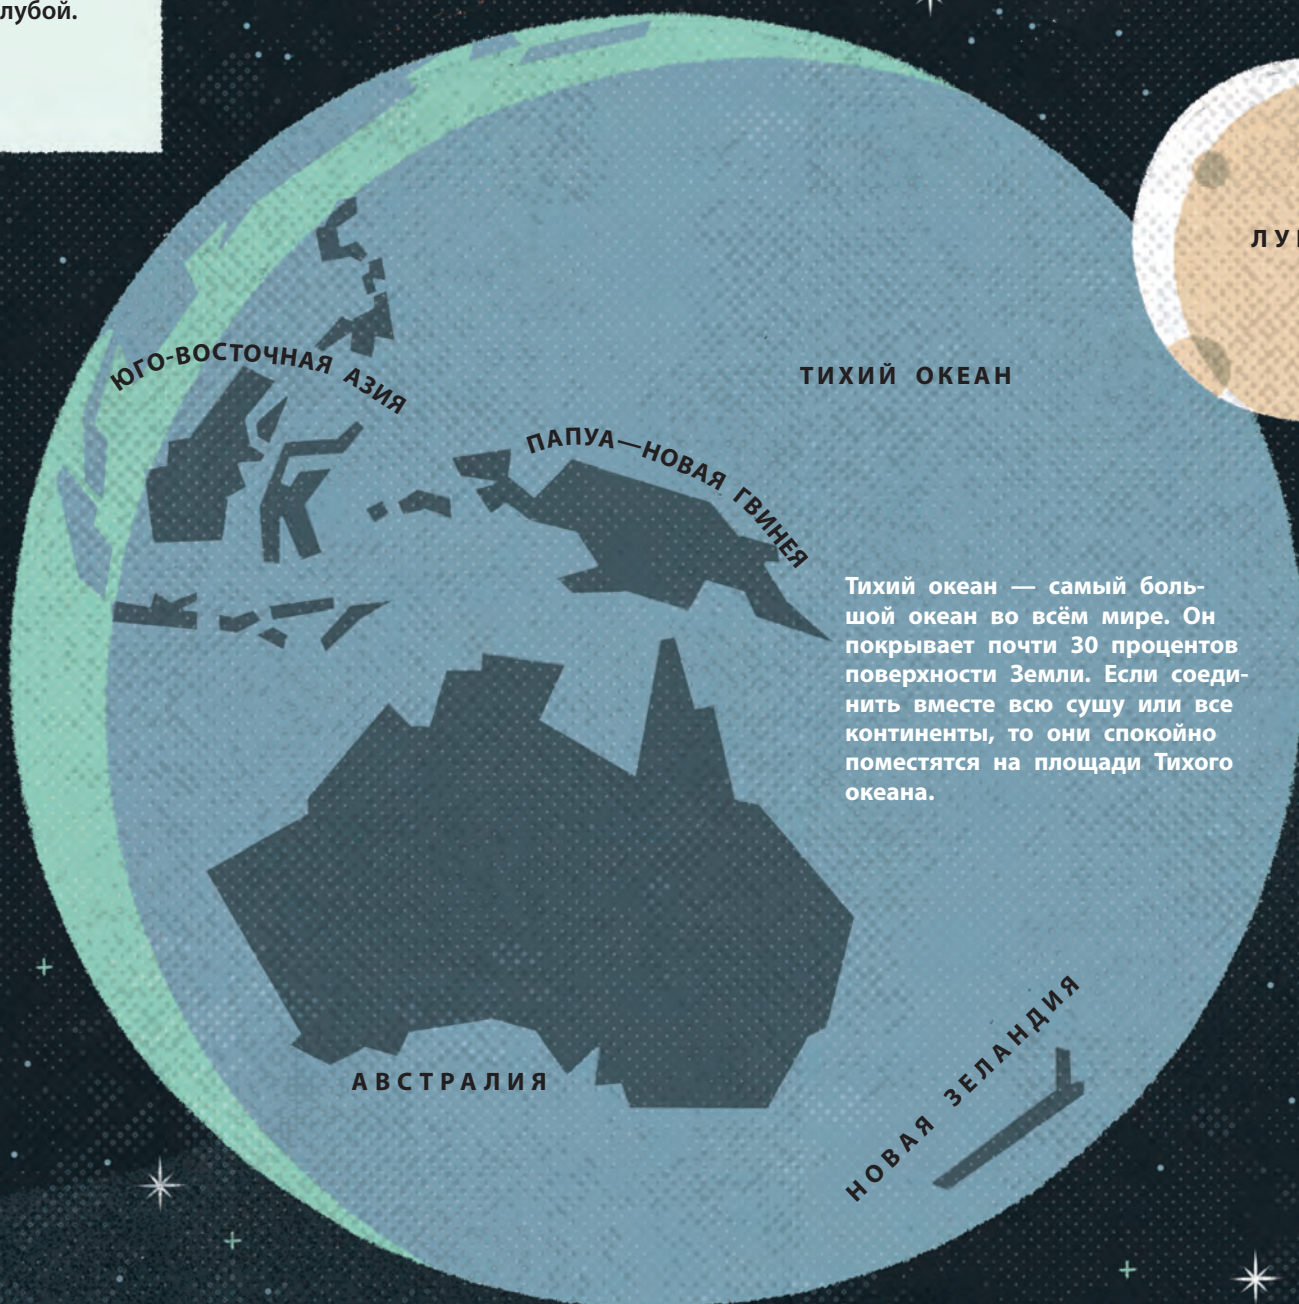 лубой.
ЛУ
ЮГО-ВОСТОЧНАЯ АЗИЯ
ТИХИЙ ОКЕАН
ПАПУА—НОВАЯ ГВИНЕЯ
Тихий океан — самый боль-
шой океан во всём мире. Он
покрывает почти 30 процентов
поверхности Земли. Если соеди-
нить вместе всю сушу или все
континенты, то они спокойно
поместятся на площади Тихого
океана.
АВСТРАЛИЯ
НОВАЯ ЗЕЛАНДИЯ